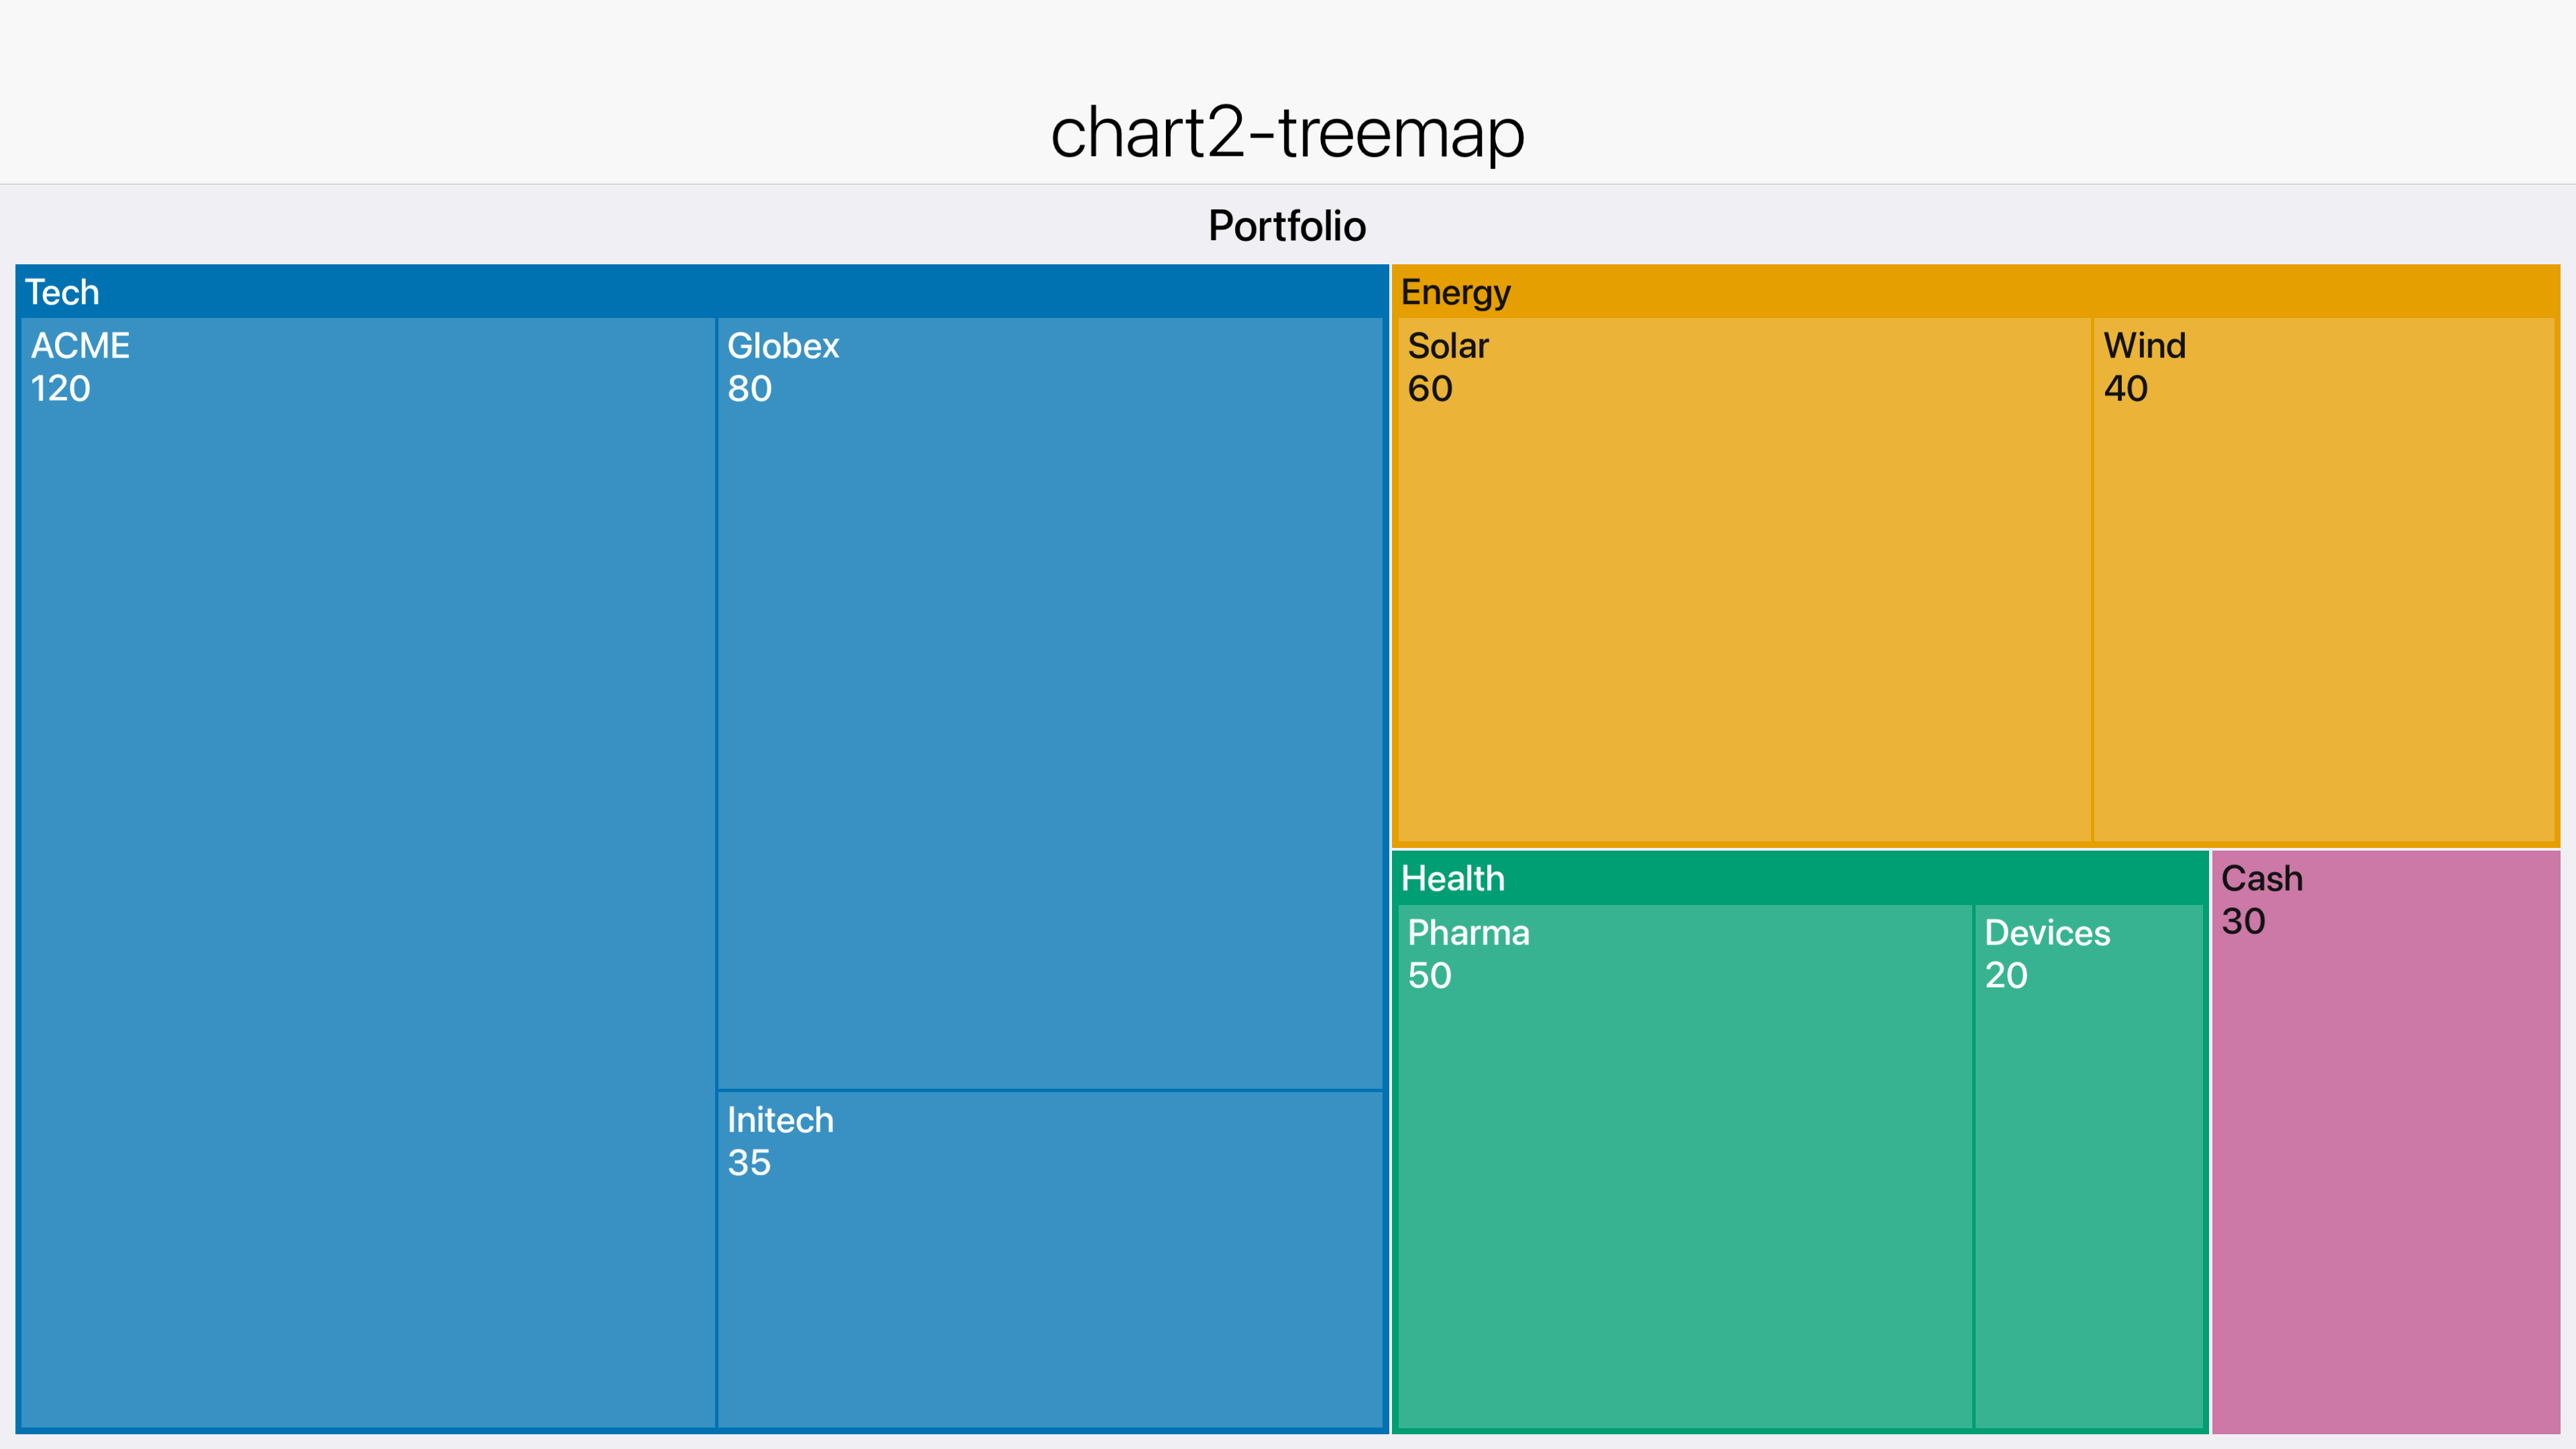 chart2-treemap
Portfolio
Tech
ACME
120
Globex
80
Initech
35
Energy
Solar
60
Wind
40
Health
Pharma
50
Devices
20
Cash
30